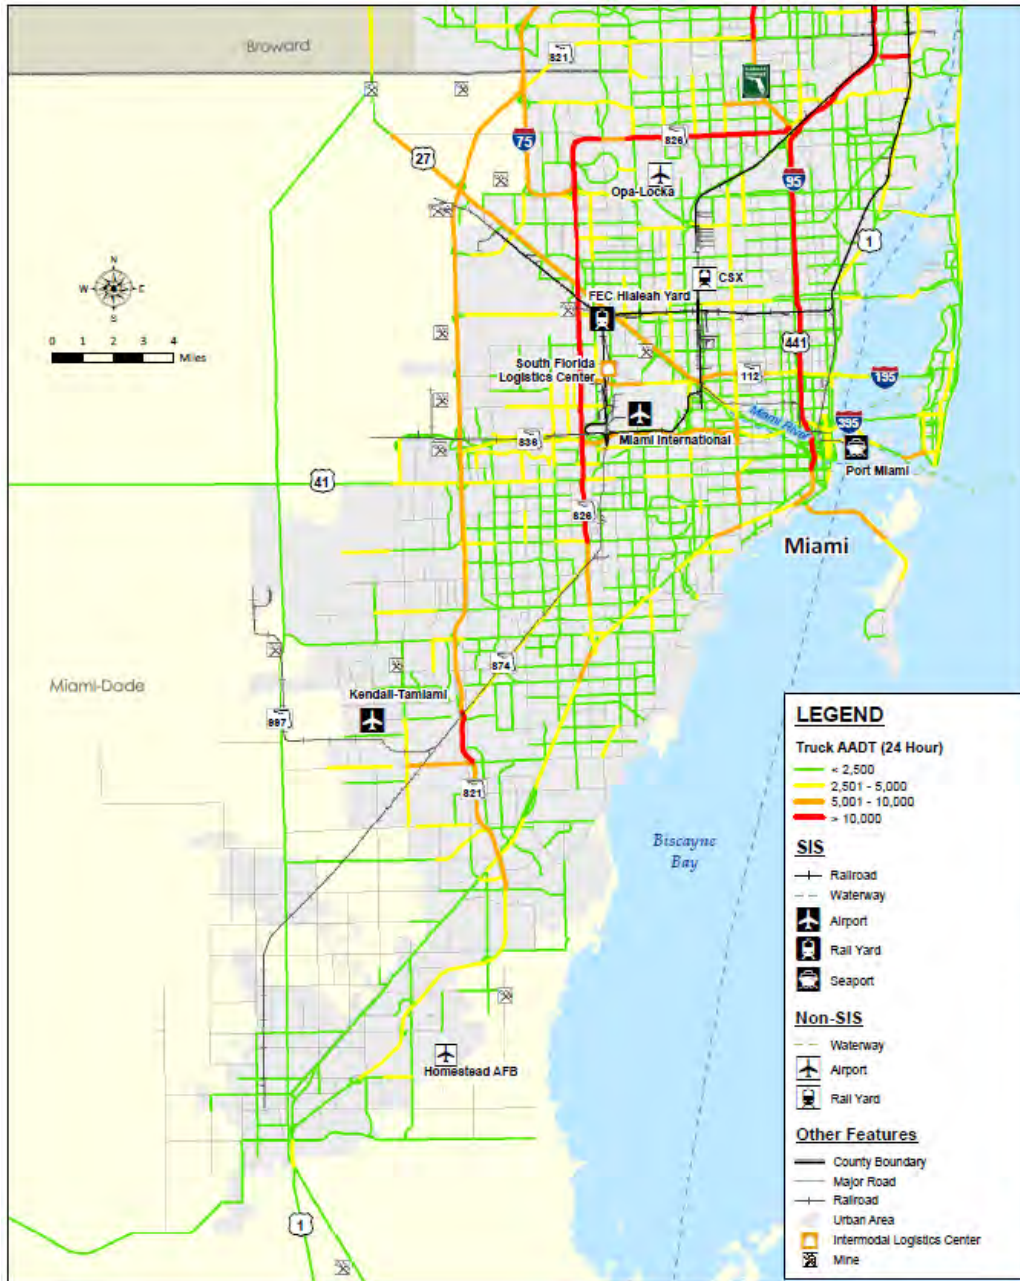 Broward
821
27
75
826
Opa-Locka
95
1
N
W E
S
CSX
FEC Hialeah Yard
0 1 2 3 4
Miles
441
South Florida
Logistics Center
112
195
Miami River
395
836
Miami International
Port Miami
41
826
Miami
874
Miami-Dade
Kendall-Tamiami
997
821
Biscayne
Bay
Homestead AFB
1
LEGEND
Truck AADT (24 Hour)
< 2,500
2,501 - 5,000
5,001 - 10,000
> 10,000
SIS
Railroad
Waterway
Airport
Rail Yard
Seaport
Non-SIS
Waterway
Airport
Rail Yard
Other Features
County Boundary
Major Road
Railroad
Urban Area
Intermodal Logistics Center
Mine